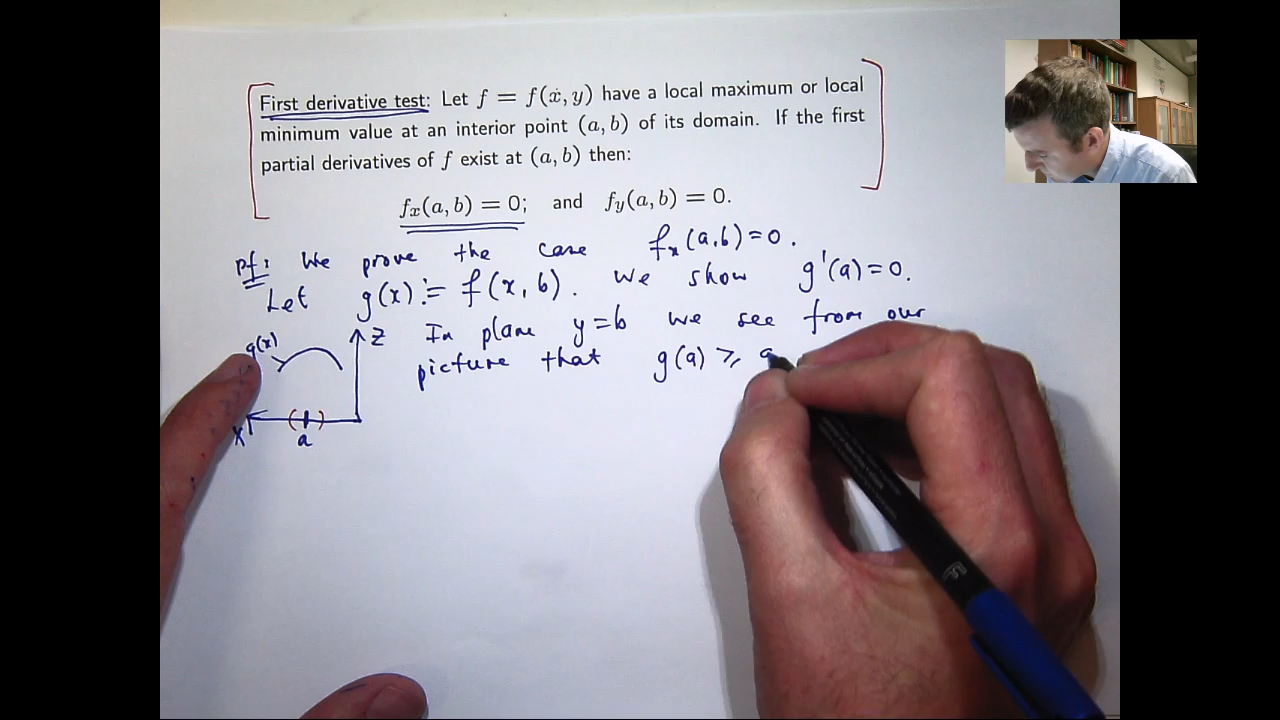 First derivative test: Let f = f(x, y) have a local maximum or local
minimum value at an interior point (a, b) of its domain. If the first
partial derivatives of f exist at (a, b) then:
fx(a, b) = 0; and fy(a, b) = 0.
pf: We prove the case fx(a,b)=0.
Let g(x) := f(x, b). We show g'(a)=0.
In plane y=b we see from our
picture that g(a) ⩾ g
g(x)
z
x
a